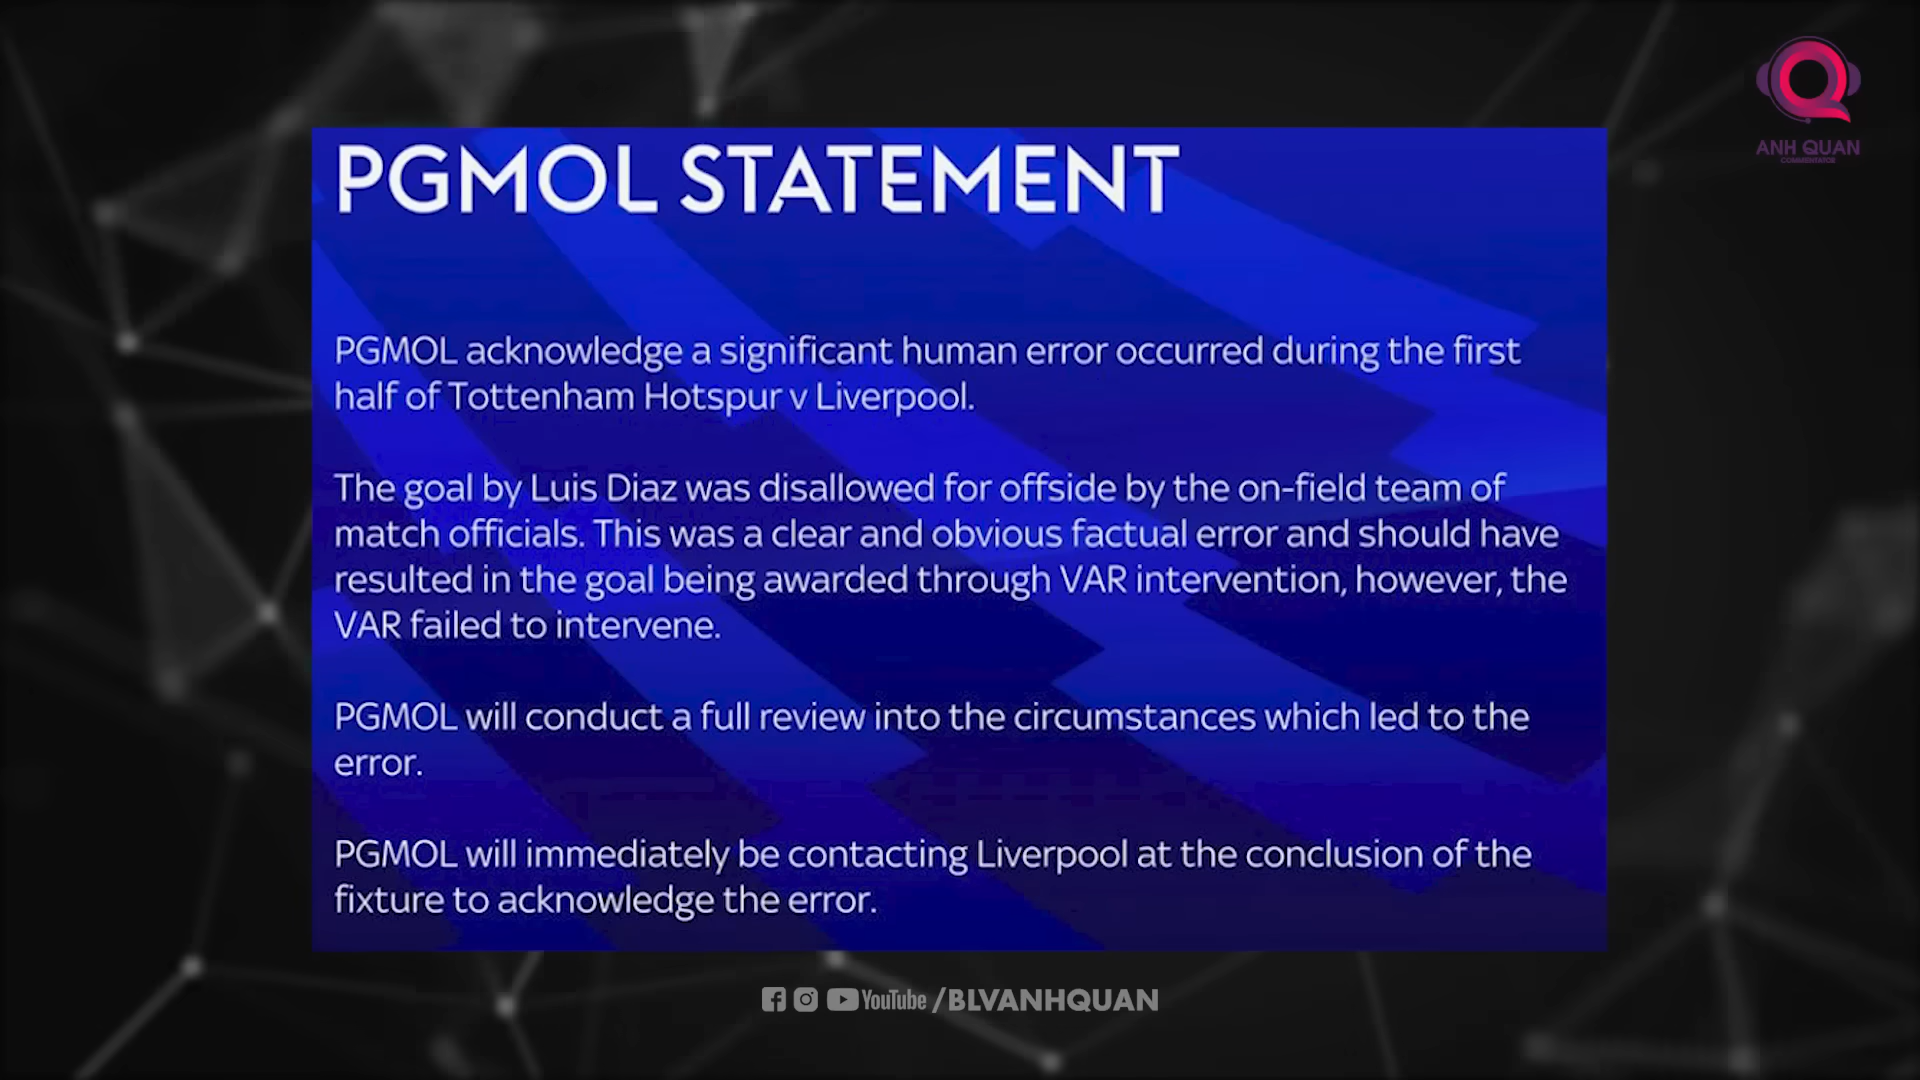 ANH QUAN
COMMENTATOR
PGMOL STATEMENT
PGMOL acknowledge a significant human error occurred during the first
half of Tottenham Hotspur v Liverpool.
The goal by Luis Diaz was disallowed for offside by the on-field team of
match officials. This was a clear and obvious factual error and should have
resulted in the goal being awarded through VAR intervention, however, the
VAR failed to intervene.
PGMOL will conduct a full review into the circumstances which led to the
error.
PGMOL will immediately be contacting Liverpool at the conclusion of the
fixture to acknowledge the error.
YouTube /BLVANHQUAN